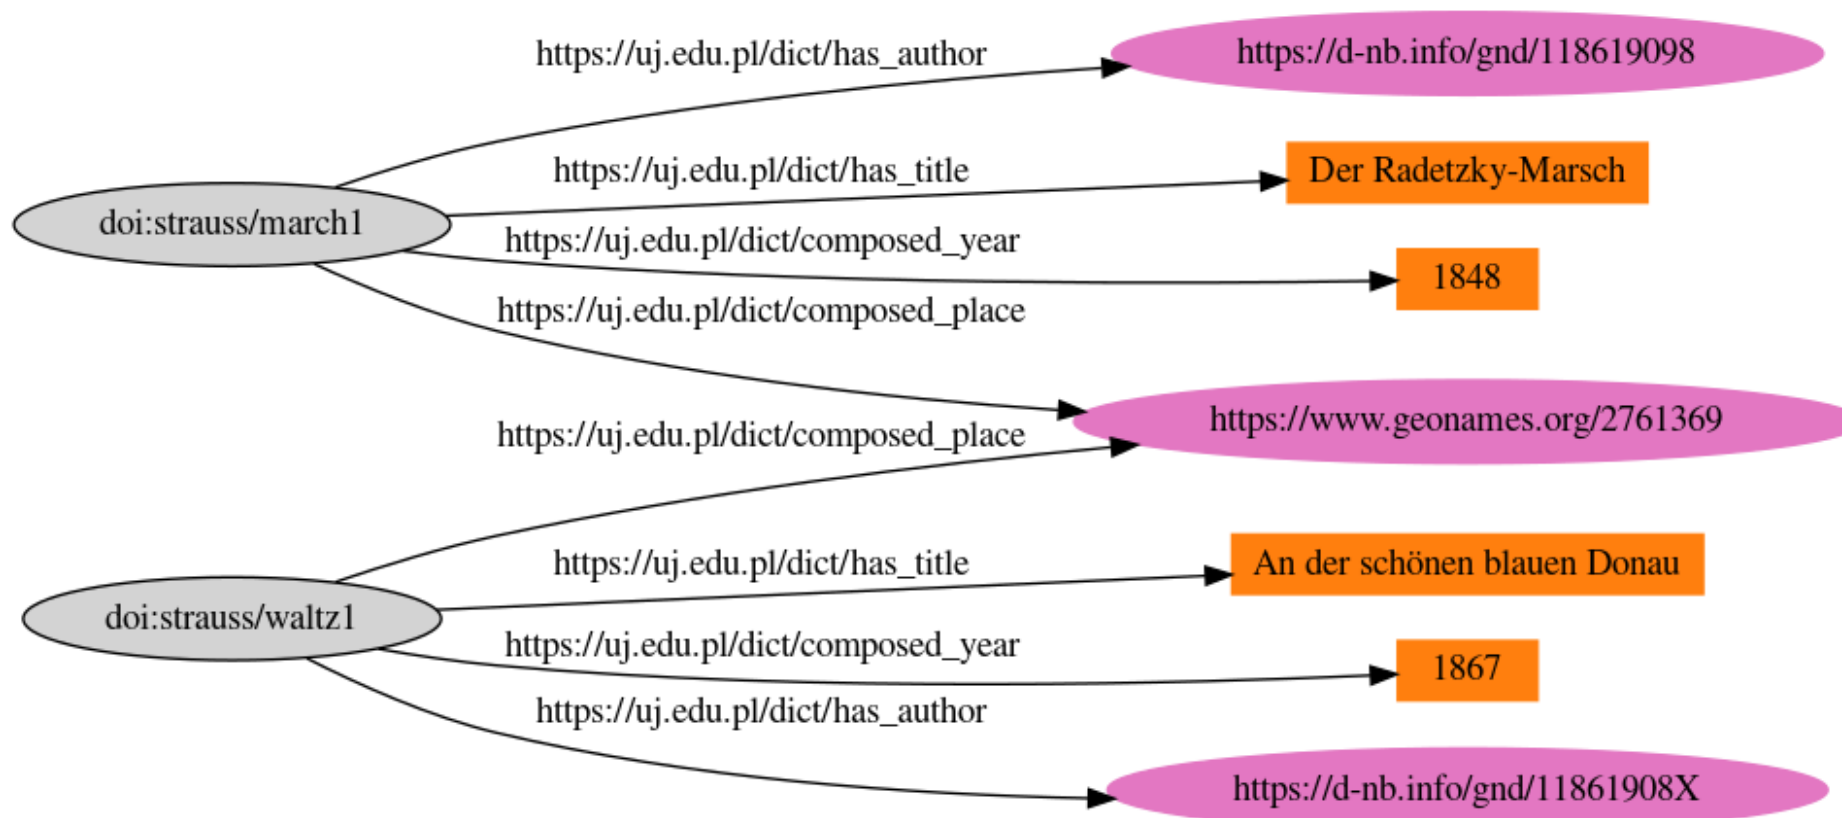 https://uj.edu.pl/dict/has_author
https://d-nb.info/gnd/118619098
https://uj.edu.pl/dict/has_title
Der Radetzky-Marsch
doi:strauss/march1
https://uj.edu.pl/dict/composed_year
1848
https://uj.edu.pl/dict/composed_place
https://www.geonames.org/2761369
https://uj.edu.pl/dict/composed_place
https://uj.edu.pl/dict/has_title
An der schönen blauen Donau
doi:strauss/waltz1
https://uj.edu.pl/dict/composed_year
1867
https://uj.edu.pl/dict/has_author
https://d-nb.info/gnd/11861908X